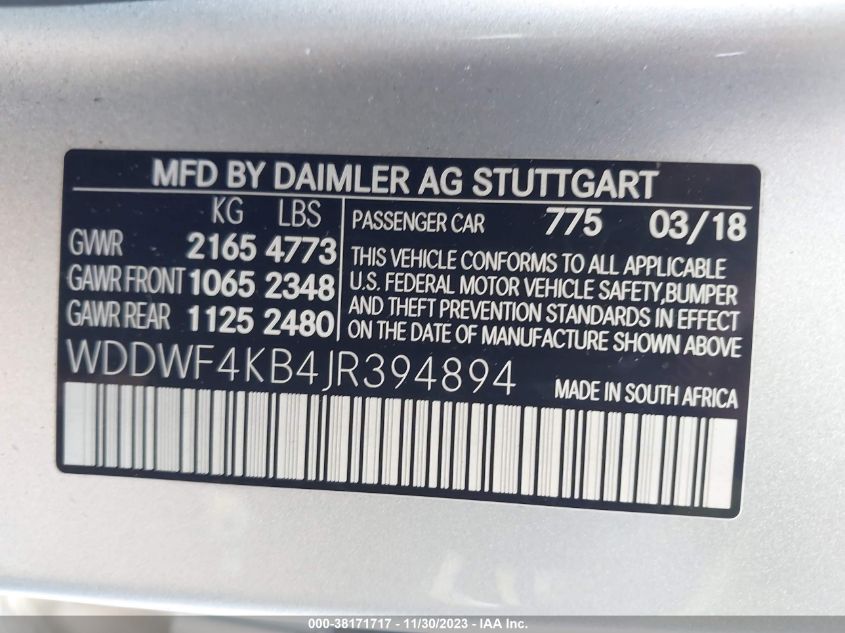 MFD BY DAIMLER AG STUTTGART
KG LBS
GVWR 2165 4773
GAWR FRONT 1065 2348
GAWR REAR 1125 2480
PASSENGER CAR 775 03/18
THIS VEHICLE CONFORMS TO ALL APPLICABLE
U.S. FEDERAL MOTOR VEHICLE SAFETY,BUMPER
AND THEFT PREVENTION STANDARDS IN EFFECT
ON THE DATE OF MANUFACTURE SHOWN ABOVE
WDDWF4KB4JR394894
MADE IN SOUTH AFRICA
000-38171717 - 11/30/2023 - IAA Inc.